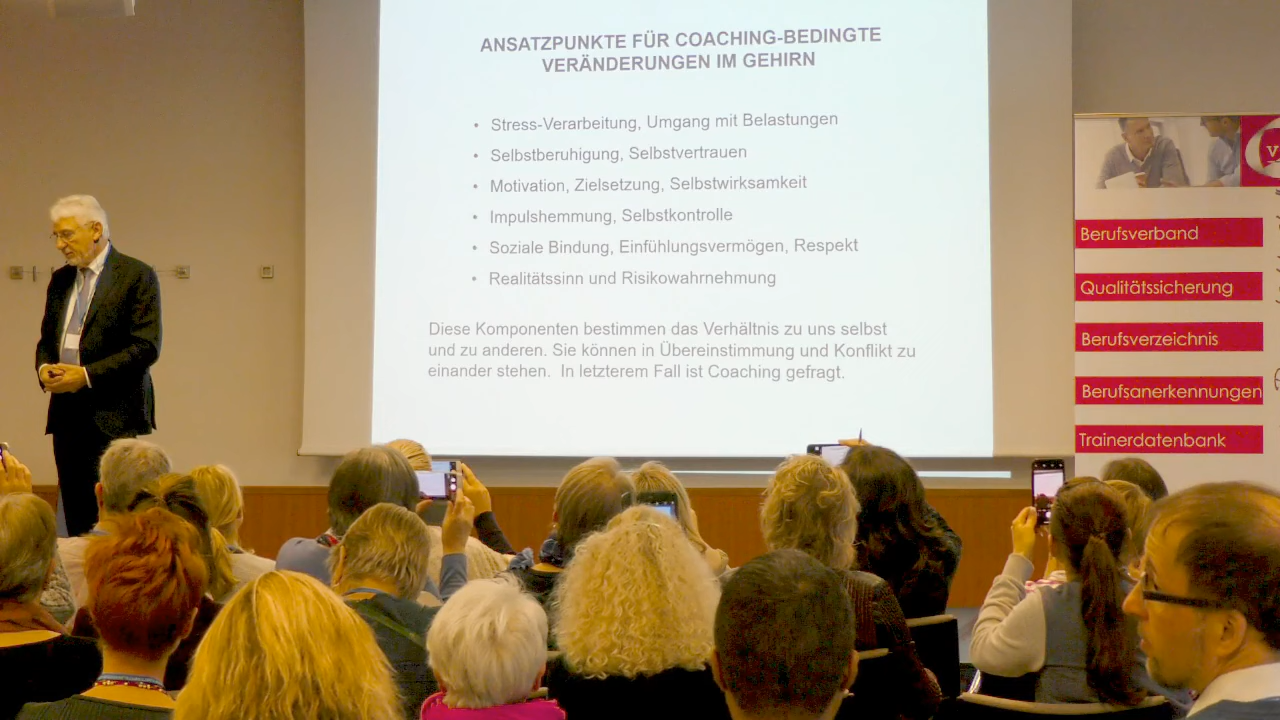 ANSATZPUNKTE FÜR COACHING-BEDINGTE
VERÄNDERUNGEN IM GEHIRN
• Stress-Verarbeitung, Umgang mit Belastungen
• Selbstberuhigung, Selbstvertrauen
• Motivation, Zielsetzung, Selbstwirksamkeit
• Impulshemmung, Selbstkontrolle
• Soziale Bindung, Einfühlungsvermögen, Respekt
• Realitätssinn und Risikowahrnehmung
Diese Komponenten bestimmen das Verhältnis zu uns selbst
und zu anderen. Sie können in Übereinstimmung und Konflikt zu
einander stehen. In letzterem Fall ist Coaching gefragt.
Berufsverband
Qualitätssicherung
Berufsverzeichnis
Berufsanerkennungen
Trainerdatenbank